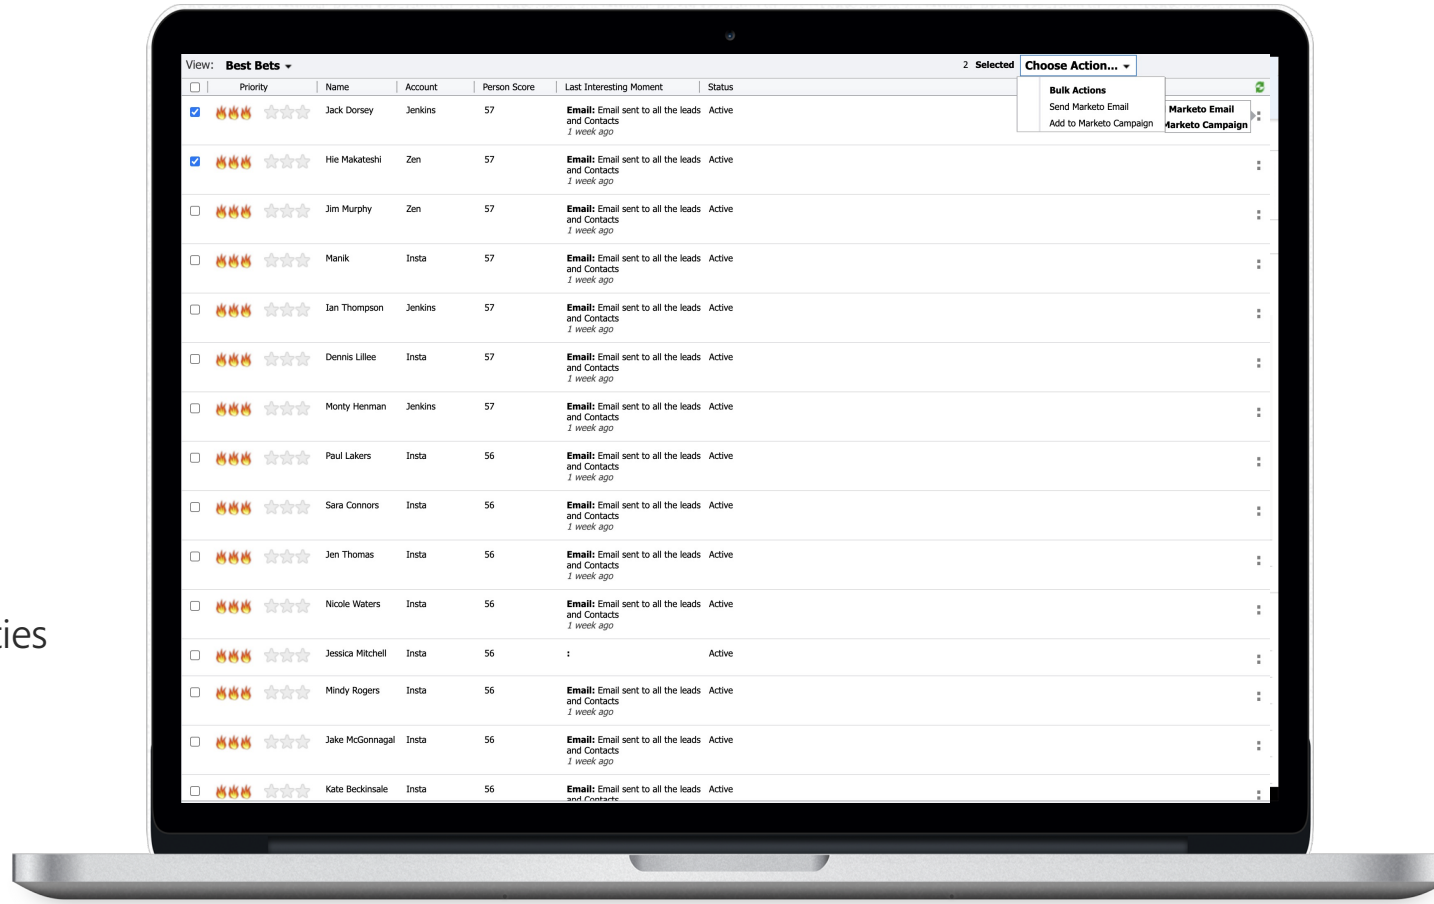 View: Best Bets 2 Selected Choose Action...
Priority Name Account Person Score Last Interesting Moment Status
Bulk Actions
Send Marketo Email
Add to Marketo Campaign
Marketo Email
Marketo Campaign
Jack Dorsey Jenkins 57 Email: Email sent to all the leads Active
and Contacts
1 week ago
Hie Makateshi Zen 57 Email: Email sent to all the leads Active
and Contacts
1 week ago
Jim Murphy Zen 57 Email: Email sent to all the leads Active
and Contacts
1 week ago
Manik Insta 57 Email: Email sent to all the leads Active
and Contacts
1 week ago
Ian Thompson Jenkins 57 Email: Email sent to all the leads Active
and Contacts
1 week ago
Dennis Lillee Insta 57 Email: Email sent to all the leads Active
and Contacts
1 week ago
Monty Henman Jenkins 57 Email: Email sent to all the leads Active
and Contacts
1 week ago
Paul Lakers Insta 56 Email: Email sent to all the leads Active
and Contacts
1 week ago
Sara Connors Insta 56 Email: Email sent to all the leads Active
and Contacts
1 week ago
Jen Thomas Insta 56 Email: Email sent to all the leads Active
and Contacts
1 week ago
Nicole Waters Insta 56 Email: Email sent to all the leads Active
and Contacts
1 week ago
ties
Jessica Mitchell Insta 56 : Active
Mindy Rogers Insta 56 Email: Email sent to all the leads Active
and Contacts
1 week ago
Jake McGonnagal Insta 56 Email: Email sent to all the leads Active
and Contacts
1 week ago
Kate Beckinsale Insta 56 Email: Email sent to all the leads Active
and Contacts